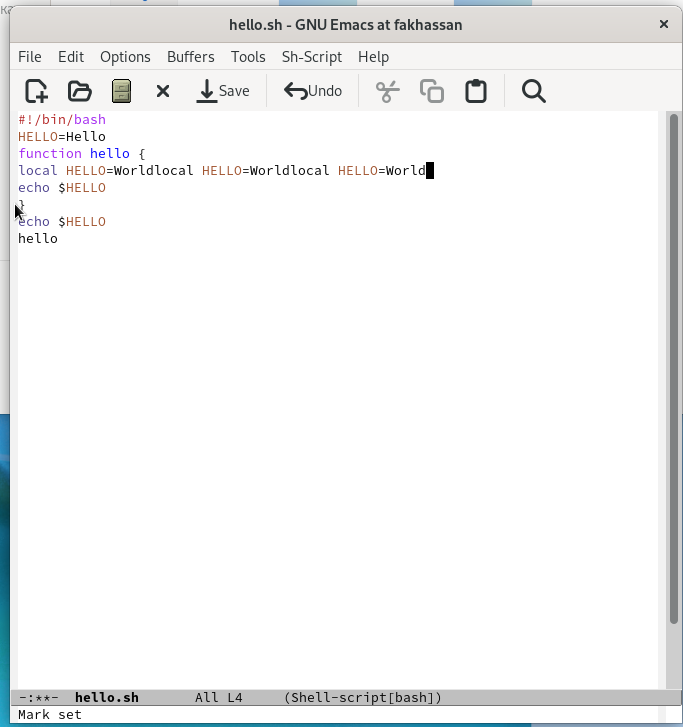 hello.sh - GNU Emacs at fakhassan
File Edit Options Buffers Tools Sh-Script Help
Save Undo
#!/bin/bash
HELLO=Hello
function hello {
local HELLO=Worldlocal HELLO=Worldlocal HELLO=World
echo $HELLO
}
echo $HELLO
hello
-:**- hello.sh All L4 (Shell-script[bash])
Mark set